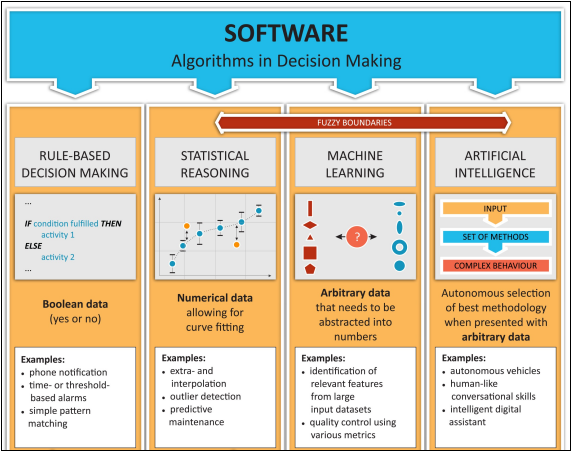 SOFTWARE
Algorithms in Decision Making
FUZZY BOUNDARIES
RULE-BASED
DECISION MAKING
...
IF condition fulfilled THEN
activity 1
ELSE
activity 2
...
Boolean data
(yes or no)
Examples:
• phone notification
• time- or threshold-
based alarms
• simple pattern
matching
STATISTICAL
REASONING
Numerical data
allowing for
curve fitting
Examples:
• extra- and
interpolation
• outlier detection
• predictive
maintenance
MACHINE
LEARNING
?
Arbitrary data
that needs to be
abstracted into
numbers
Examples:
• identification of
relevant features
from large
input datasets
• quality control using
various metrics
ARTIFICIAL
INTELLIGENCE
INPUT
SET OF METHODS
COMPLEX BEHAVIOUR
Autonomous selection
of best methodology
when presented with
arbitrary data
Examples:
• autonomous vehicles
• human-like
conversational skills
• intelligent digital
assistant